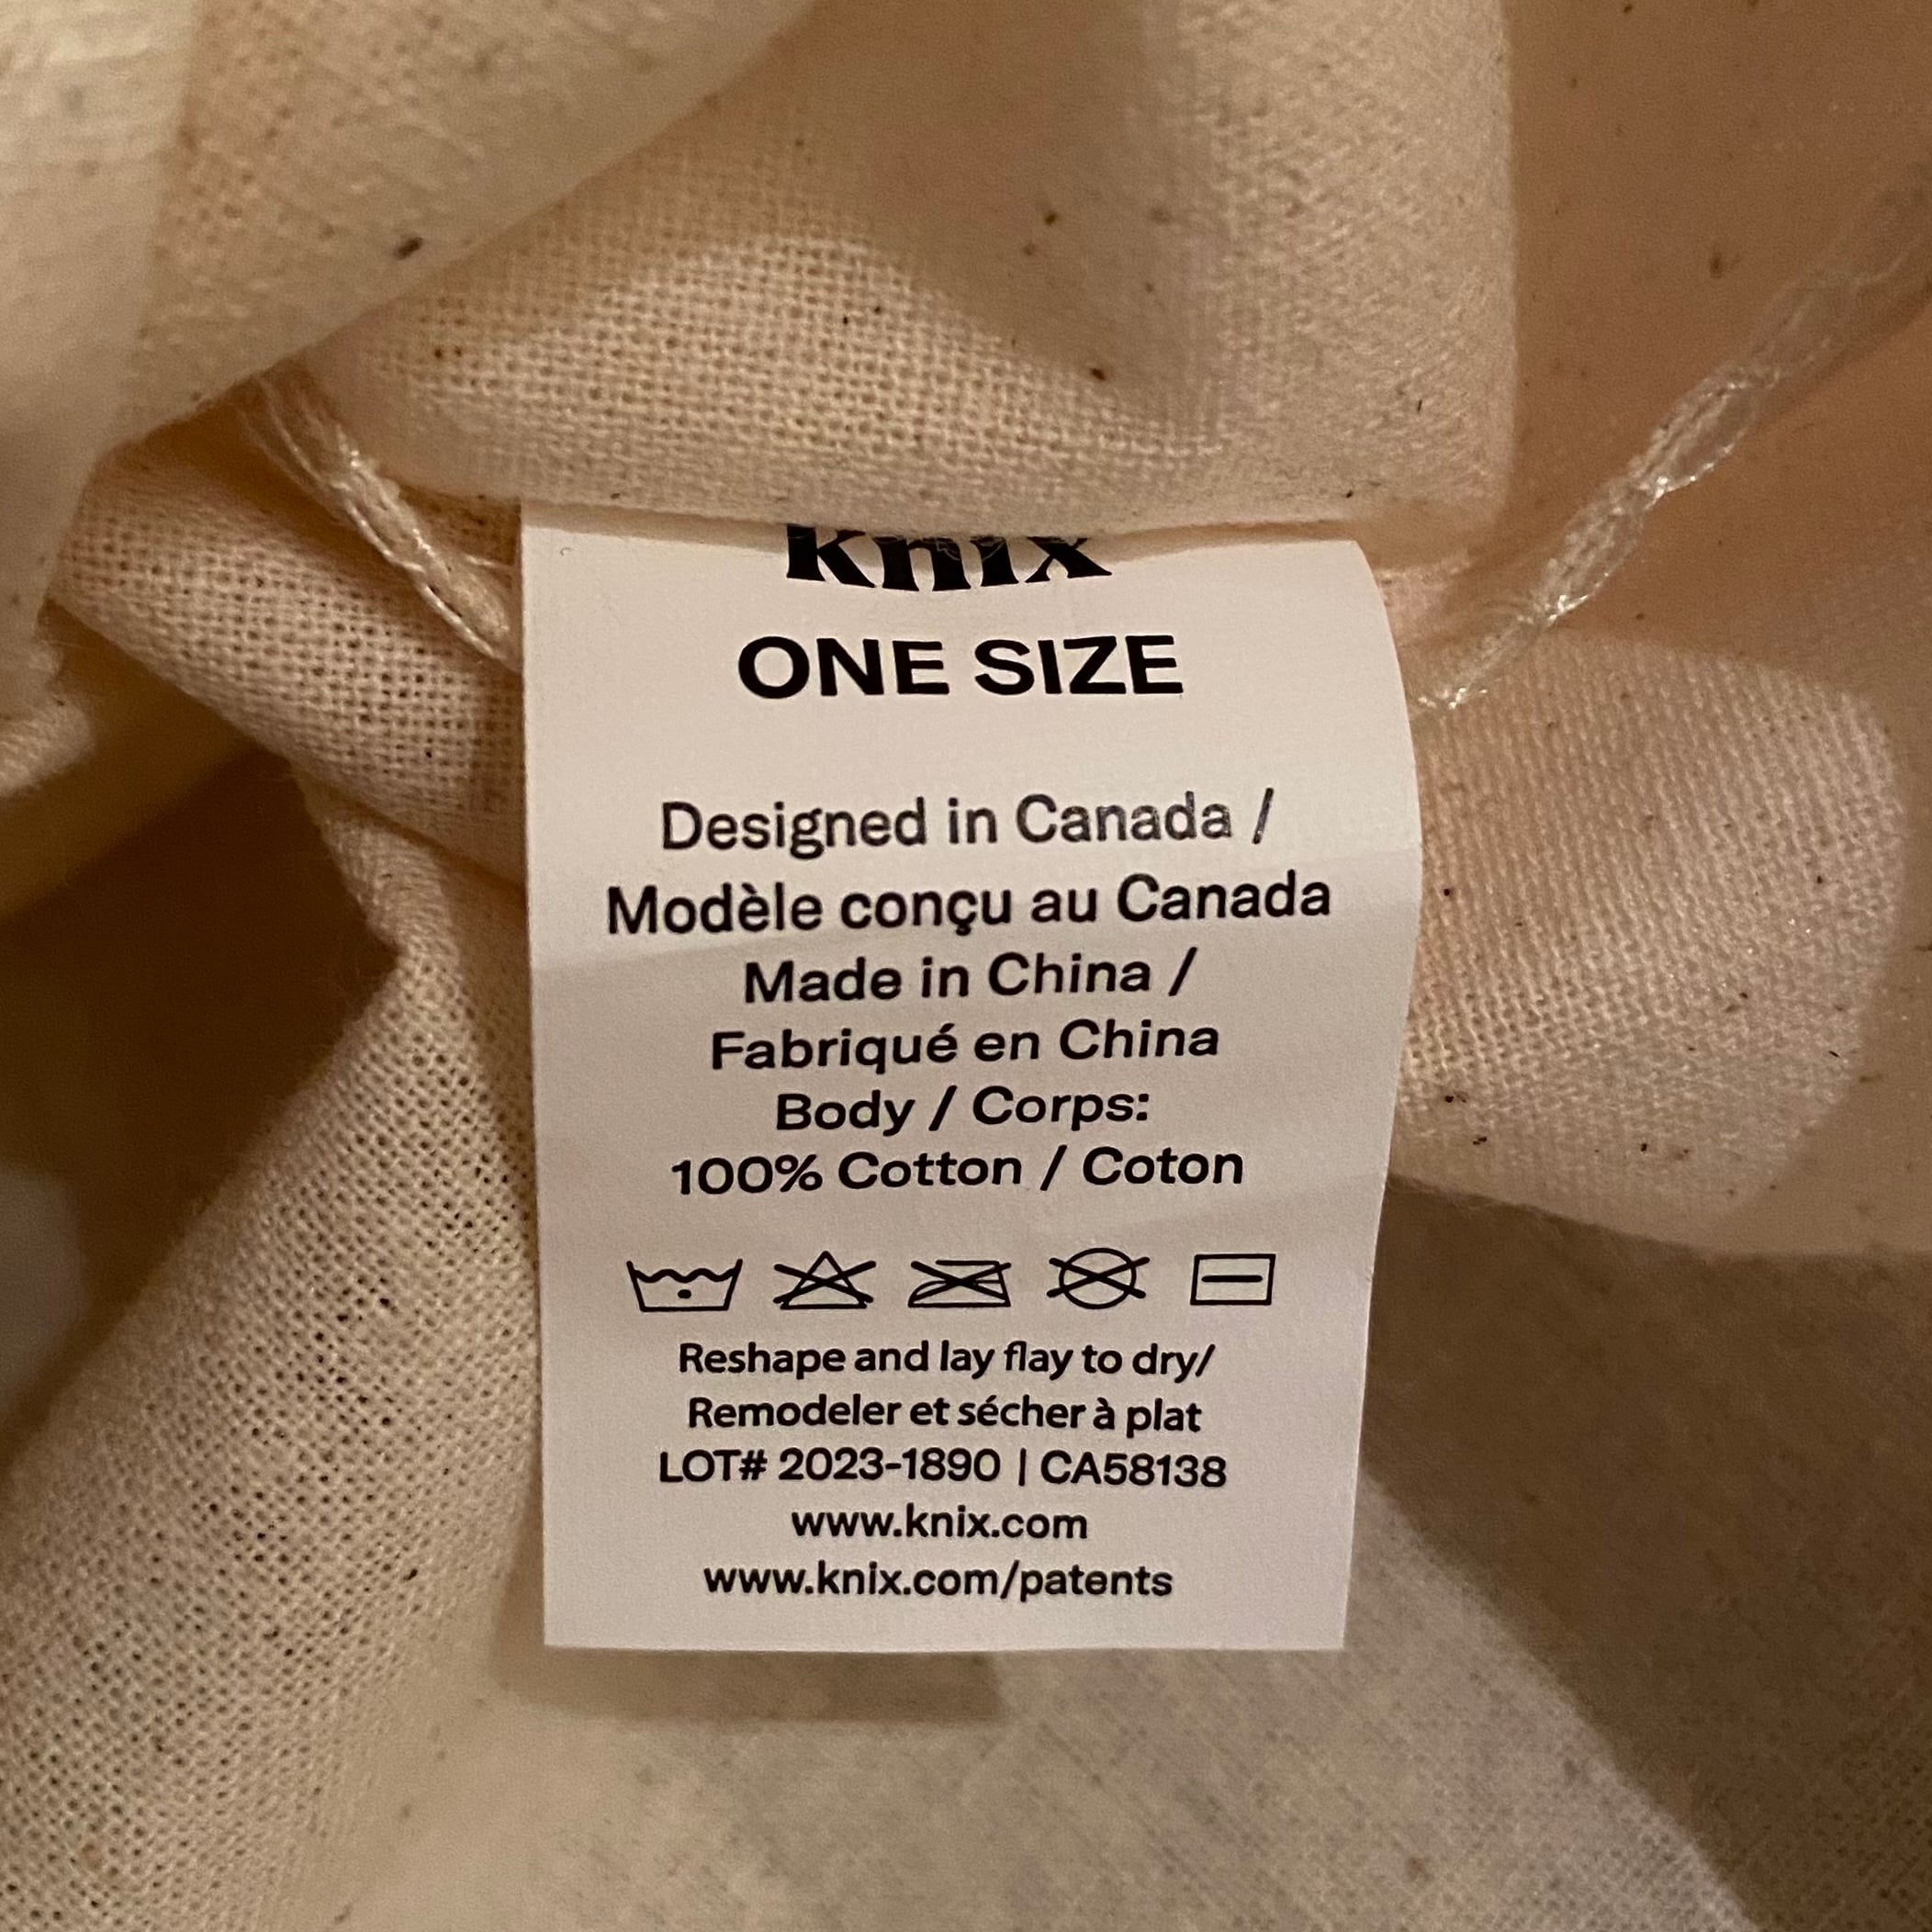 knix
ONE SIZE
Designed in Canada /
Modèle conçu au Canada
Made in China /
Fabriqué en China
Body / Corps:
100% Cotton / Coton
Reshape and lay flay to dry/
Remodeler et sécher à plat
LOT# 2023-1890 | CA58138
www.knix.com
www.knix.com/patents